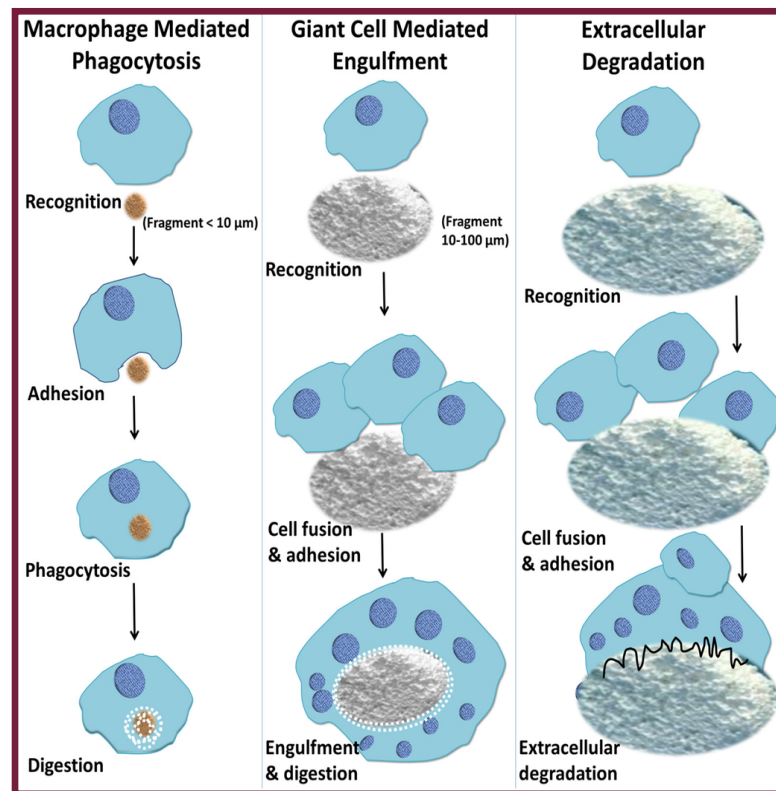 Macrophage Mediated
Phagocytosis
Recognition
(Fragment < 10 μm)
Adhesion
Phagocytosis
Digestion
Giant Cell Mediated
Engulfment
(Fragment
10-100 μm)
Recognition
Cell fusion
& adhesion
Engulfment
& digestion
Extracellular
Degradation
Recognition
Cell fusion
& adhesion
Extracellular
degradation